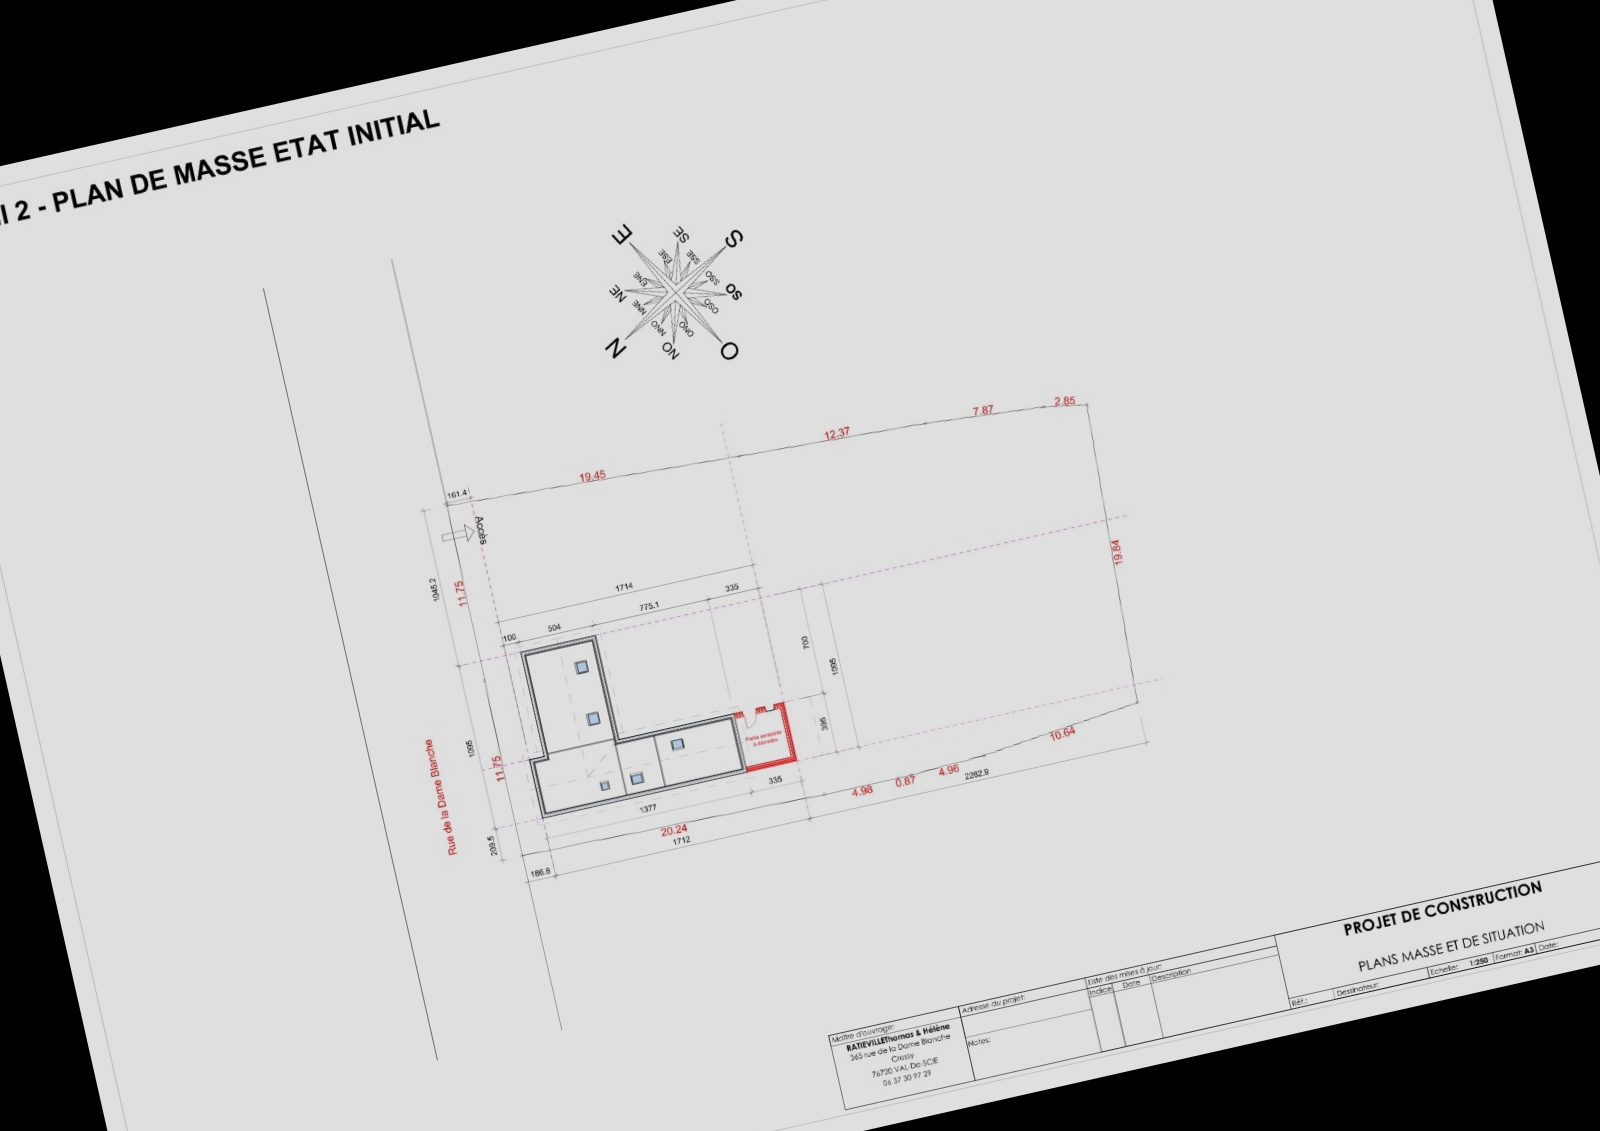 2 - PLAN DE MASSE ETAT INITIAL
E
SE
S
ESE
SSE
ENE
SSO
NE
SO
NNE
OSO
NNO
ONO
N
NO
O
2.85
7.87
12.37
19.45
161.4
Accès
1045.2
11.75
19.84
1714
335
775.1
504
100
700
1095
395
Partie existante
à démolir
Rue de la Dame Blanche
1095
11.75
209.5
335
1377
20.24
1712
186.8
4.98
0.87
4.96
10.64
2282.9
PROJET DE CONSTRUCTION
PLANS MASSE ET DE SITUATION
Réf.:
Dessinateur:
Echelle: 1:250
Format: A3
Date:
Liste des mises à jour:
Indice
Date
Description
Adresse du projet:
Notes:
Maître d'ouvrage:
RATIEVILLEThomas & Hélène
365 rue de la Dame Blanche
Cressy
76720 VAL-De-SCIE
06 37 30 97 29